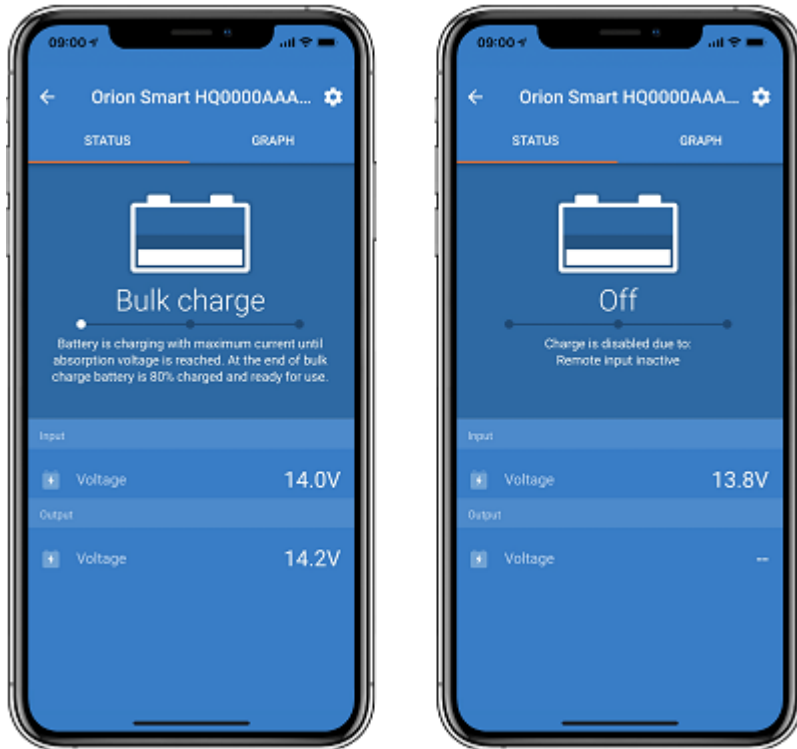 09:00
Orion Smart HQ0000AAA...
STATUS GRAPH
Bulk charge
Battery is charging with maximum current until
absorption voltage is reached. At the end of bulk
charge battery is 80% charged and ready for use.
Input
Voltage 14.0V
Output
Voltage 14.2V
09:00
Orion Smart HQ0000AAA...
STATUS GRAPH
Off
Charge is disabled due to:
Remote input inactive
Input
Voltage 13.8V
Output
Voltage --